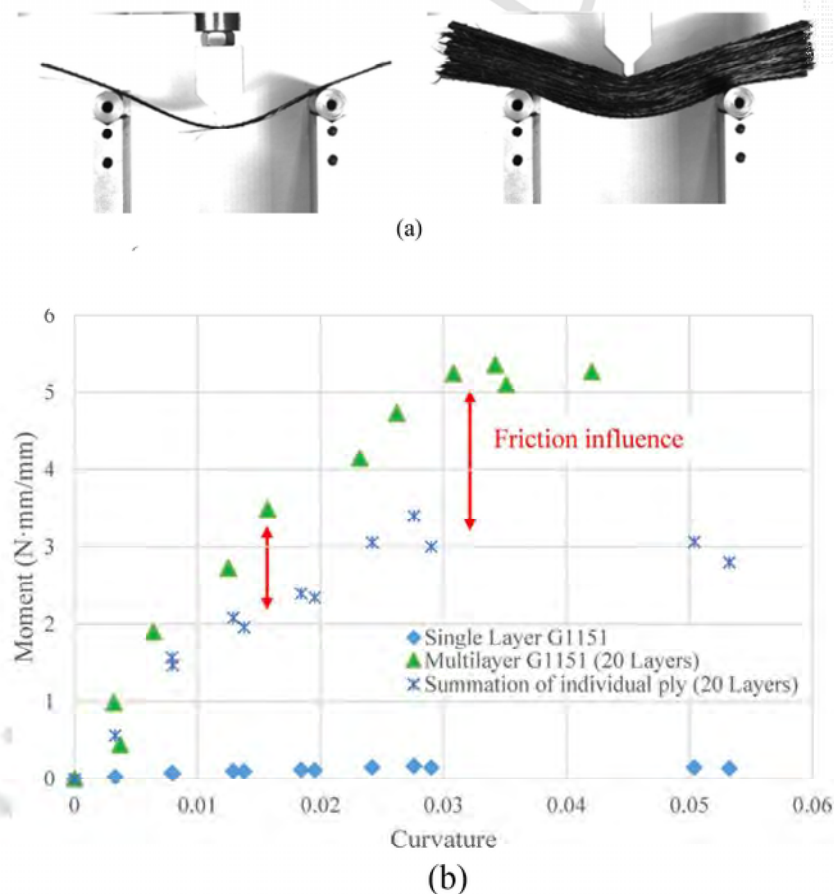 (a)
6
5
4
3
2
1
0
Moment (N·mm/mm)
Friction influence
Single Layer G1151
Multilayer G1151 (20 Layers)
Summation of individual ply (20 Layers)
0 0.01 0.02 0.03 0.04 0.05 0.06
Curvature
(b)